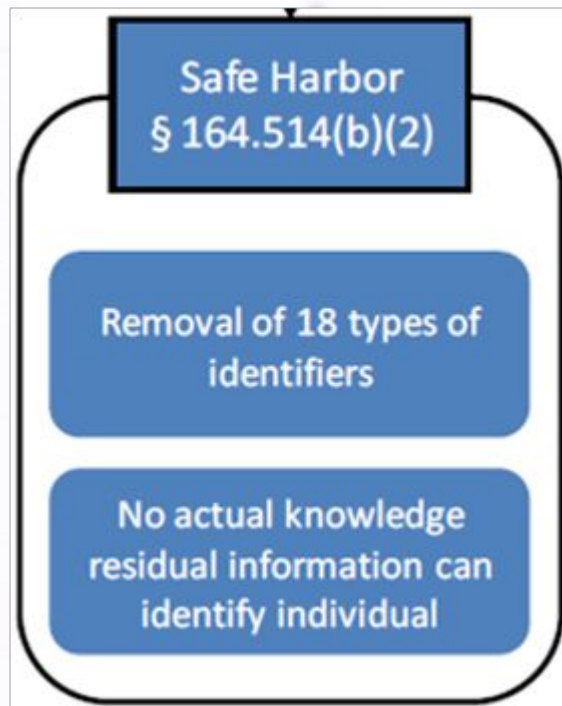 Safe Harbor
§ 164.514(b)(2)
Removal of 18 types of
identifiers
No actual knowledge
residual information can
identify individual